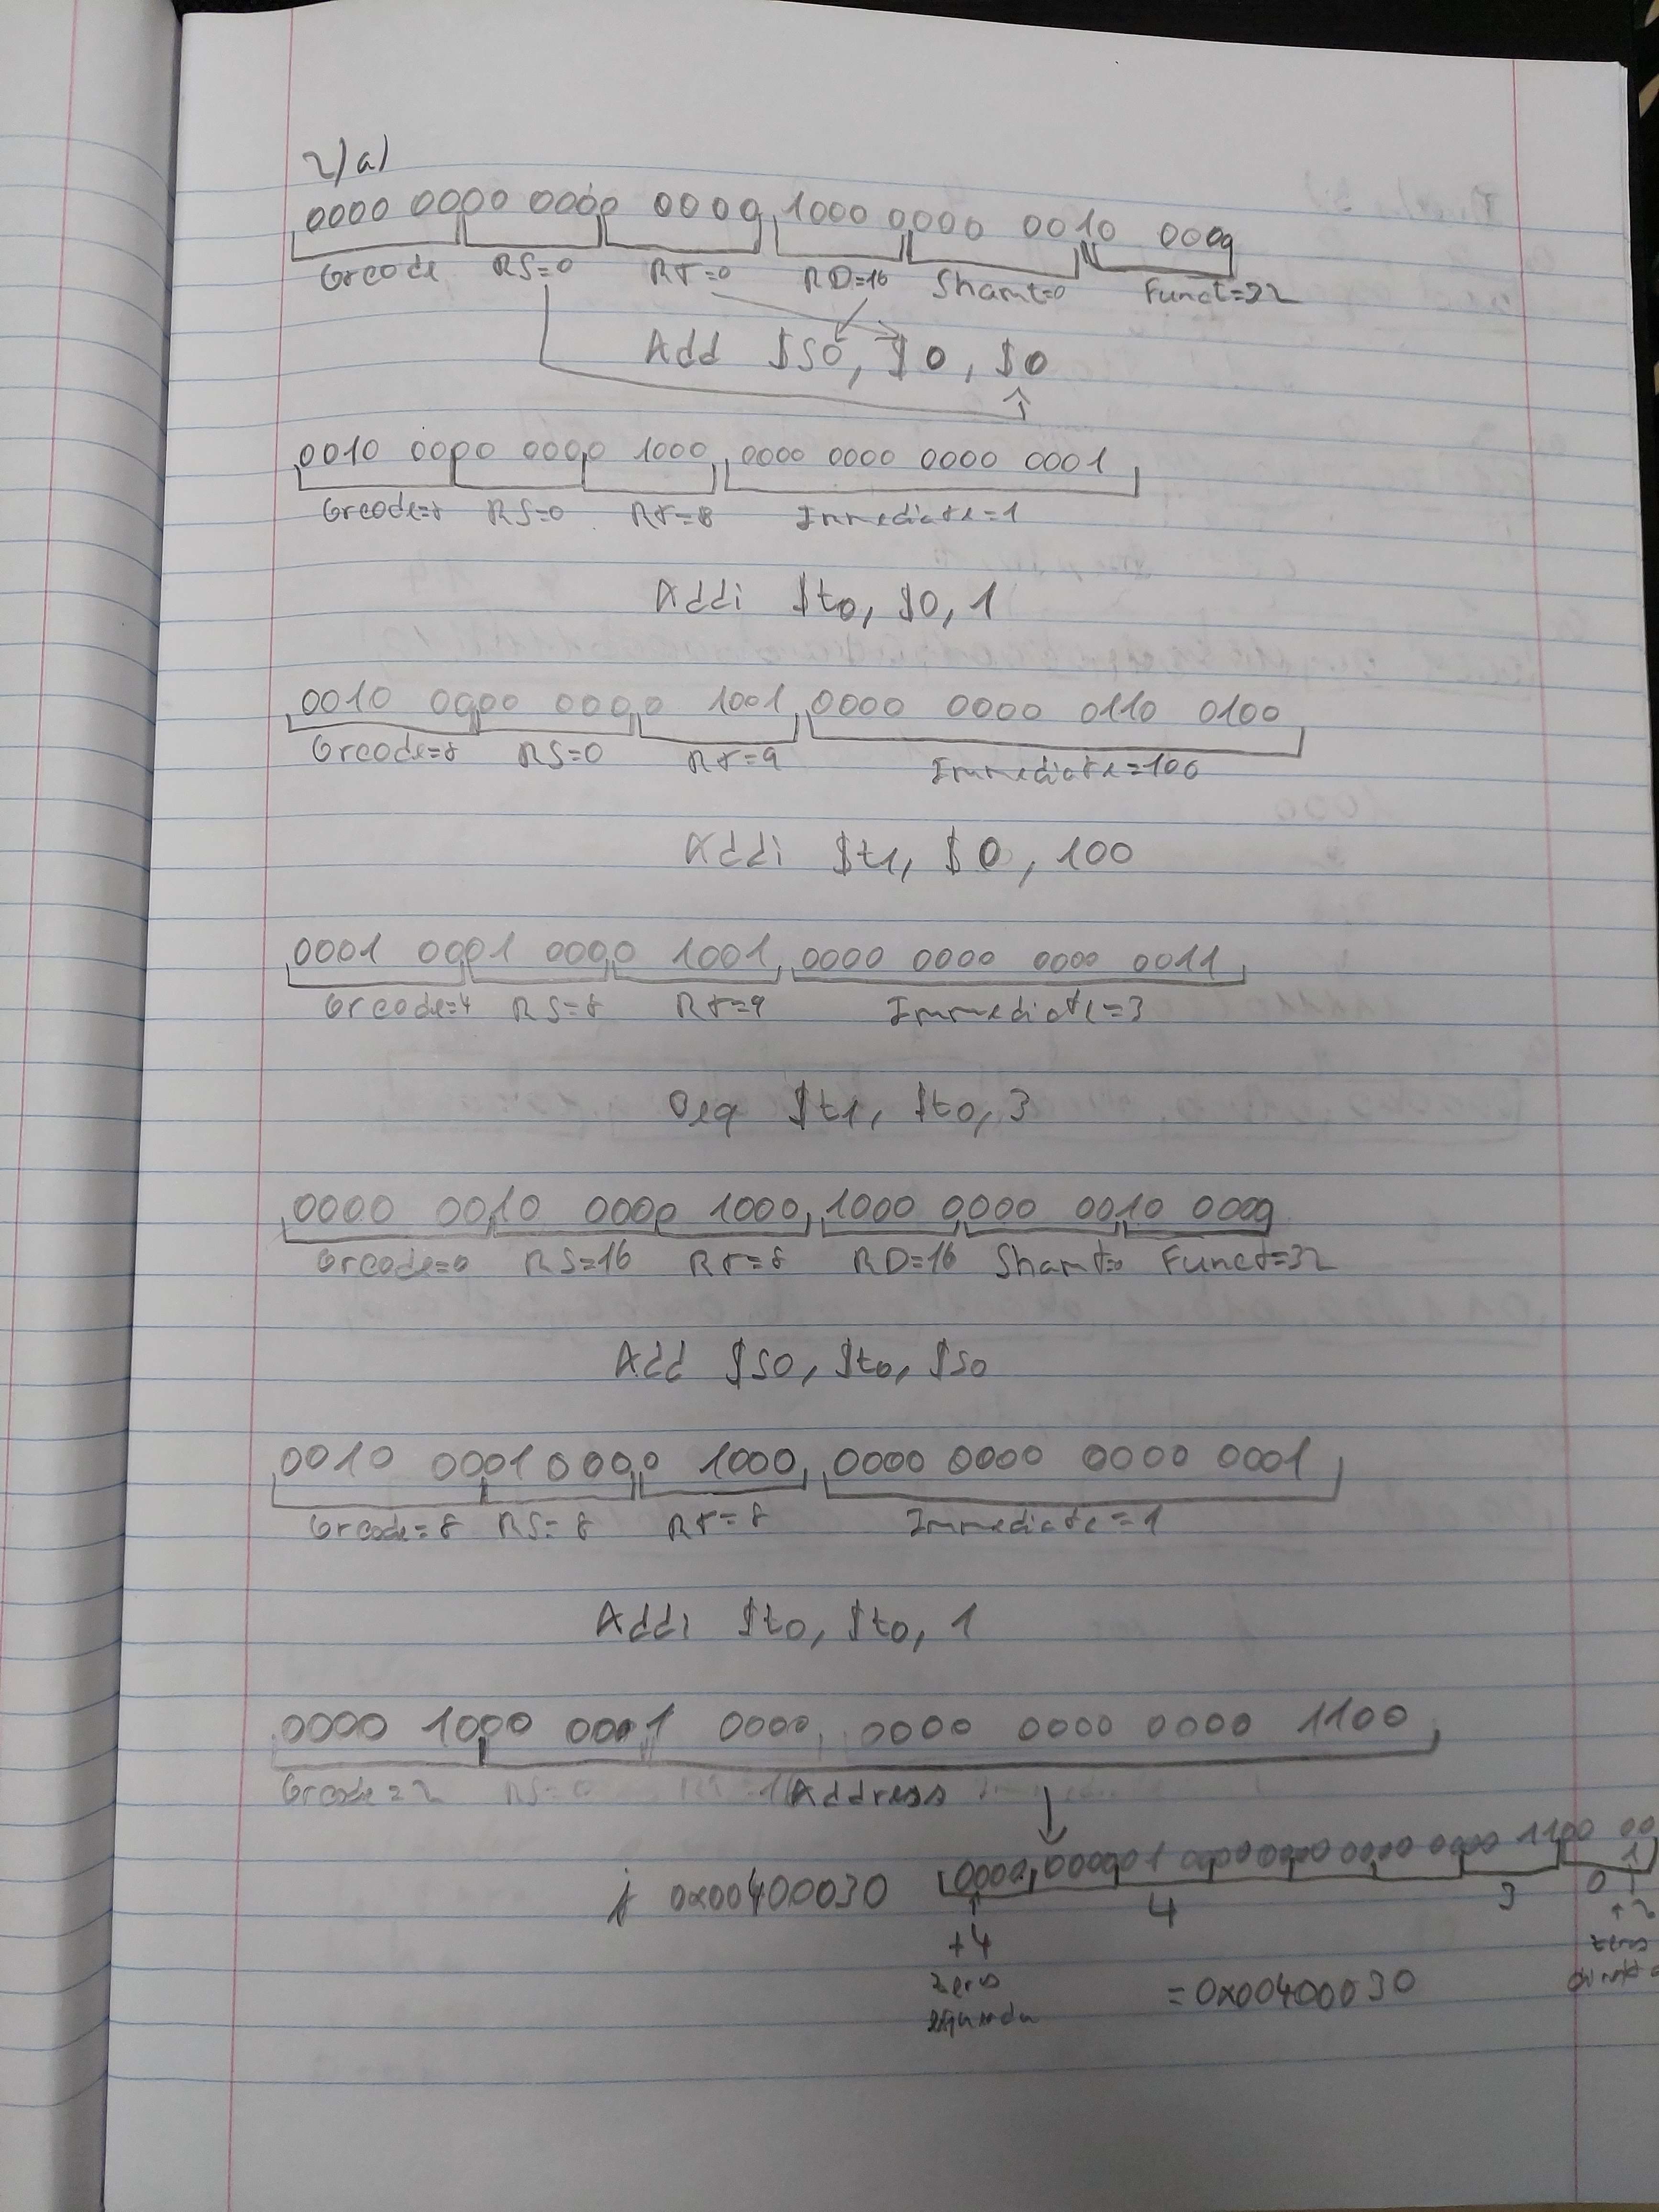 2) a)
0000 0000 0000 0000 1000 0000 0010 0000
Opcode RS=0 RT=0 RD=16 Shamt=0 Funct=32
Add $S0, $0, $0
0010 0000 0000 1000 0000 0000 0000 0001
Opcode=8 RS=0 RT=8 Immediate=1
Addi $t0, $0, 1
0010 0000 0000 1001 0000 0000 0110 0100
Opcode=8 RS=0 RT=9 Immediate=100
Addi $t1, $0, 100
0001 0001 0000 1001 0000 0000 0000 0011
Opcode=4 RS=8 RT=9 Immediate=3
Beq $t1, $t0, 3
0000 0010 0000 1000 1000 0000 0010 0000
Opcode=0 RS=16 RT=8 RD=16 Shamt=0 Funct=32
Add $S0, $t0, $S0
0010 0001 0000 1000 0000 0000 0000 0001
Opcode=8 RS=8 RT=8 Immediate=1
Addi $t0, $t0, 1
0000 1000 0001 0000 0000 0000 0000 1100
Opcode=2 Address
j 0x00400030 0000 0000 01 0000 0000 0000 0000 1100 00
4 3 0
+4 +2
zeros zeros
esquerda direita
= 0x00400030